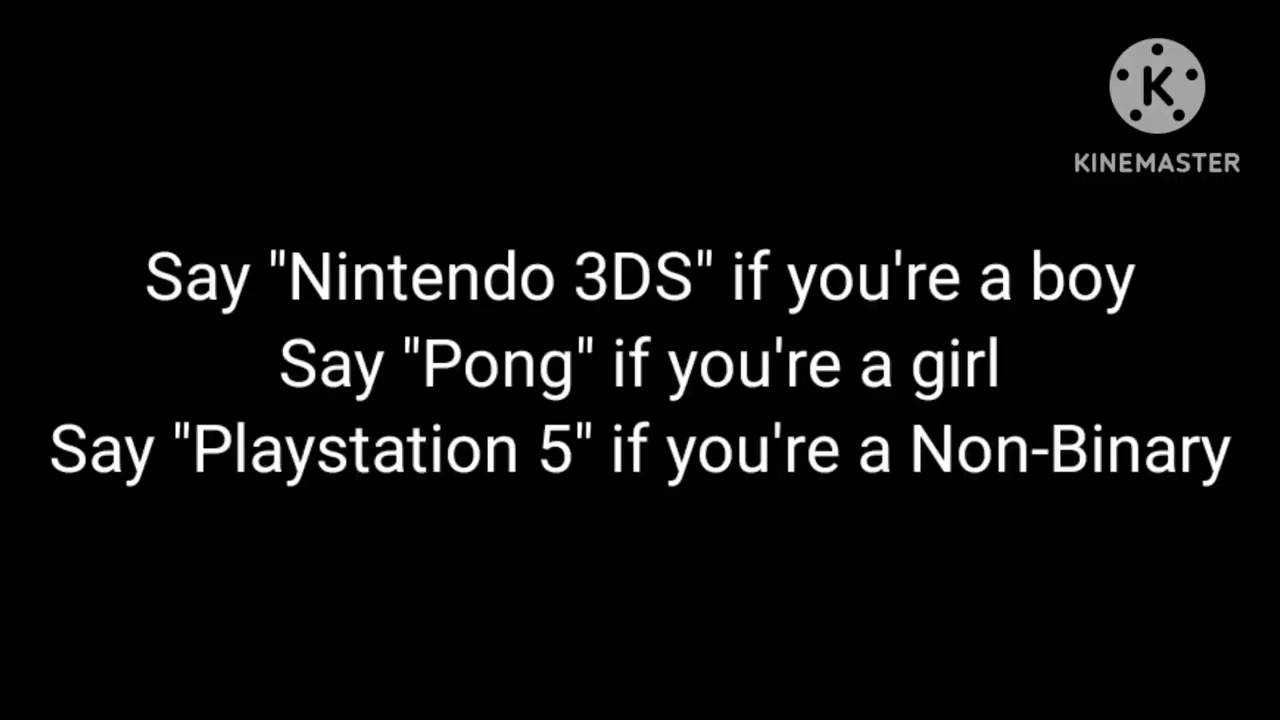 K
KINEMASTER
Say "Nintendo 3DS" if you're a boy
Say "Pong" if you're a girl
Say "Playstation 5" if you're a Non-Binary